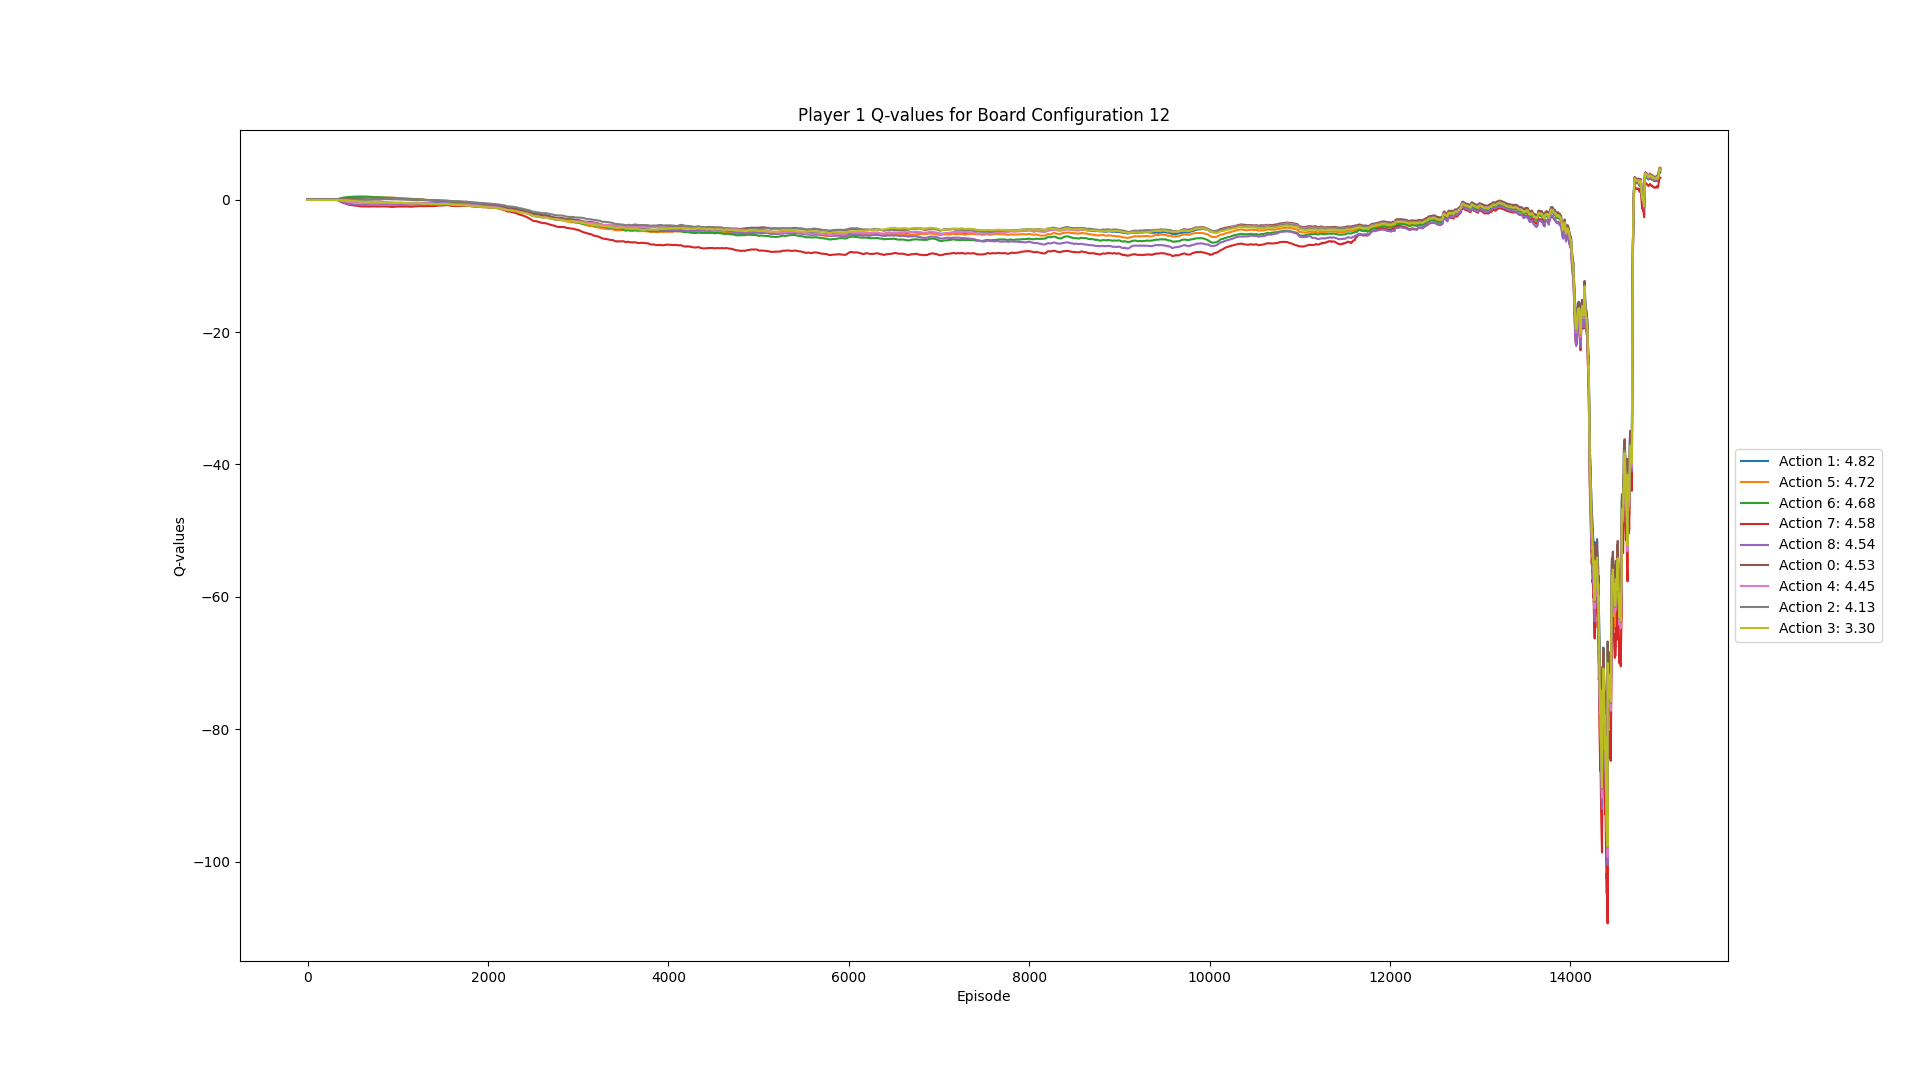 Player 1 Q-values for Board Configuration 12
0
−20
−40
−60
−80
−100
Q-values
0
2000
4000
6000
8000
10000
12000
14000
Episode
Action 1: 4.82
Action 5: 4.72
Action 6: 4.68
Action 7: 4.58
Action 8: 4.54
Action 0: 4.53
Action 4: 4.45
Action 2: 4.13
Action 3: 3.30